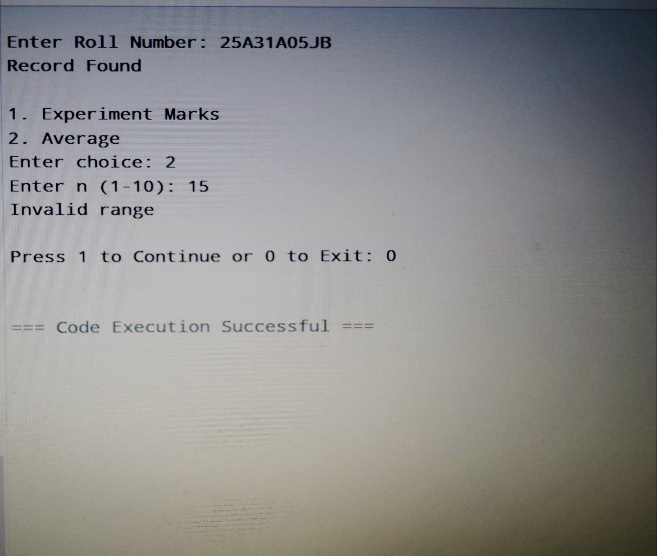 Enter Roll Number: 25A31A05JB
Record Found
1. Experiment Marks
2. Average
Enter choice: 2
Enter n (1-10): 15
Invalid range
Press 1 to Continue or 0 to Exit: 0
=== Code Execution Successful ===